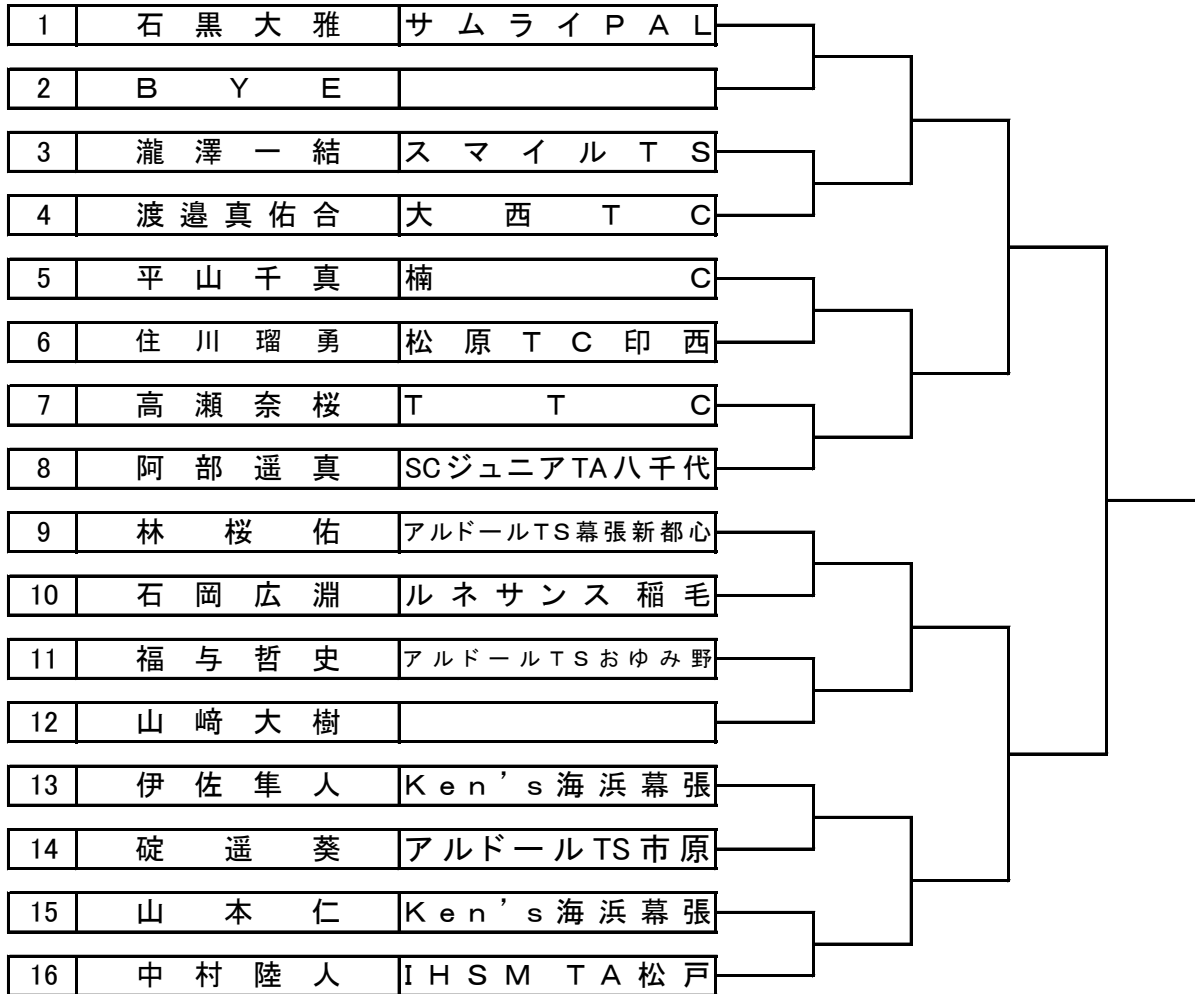 1 石黒大雅 サムライPAL
2 BYE
3 瀧澤一結 スマイルTS
4 渡邉真佑合 大西TC
5 平山千真 楠C
6 住川瑠勇 松原TC印西
7 高瀬奈桜 TTC
8 阿部遥真 SCジュニアTA八千代
9 林桜佑 アルドールTS幕張新都心
10 石岡広淵 ルネサンス稲毛
11 福与哲史 アルドールTSおゆみ野
12 山﨑大樹
13 伊佐隼人 Ken's海浜幕張
14 碇遥葵 アルドールTS市原
15 山本仁 Ken's海浜幕張
16 中村陸人 IHSM TA松戸